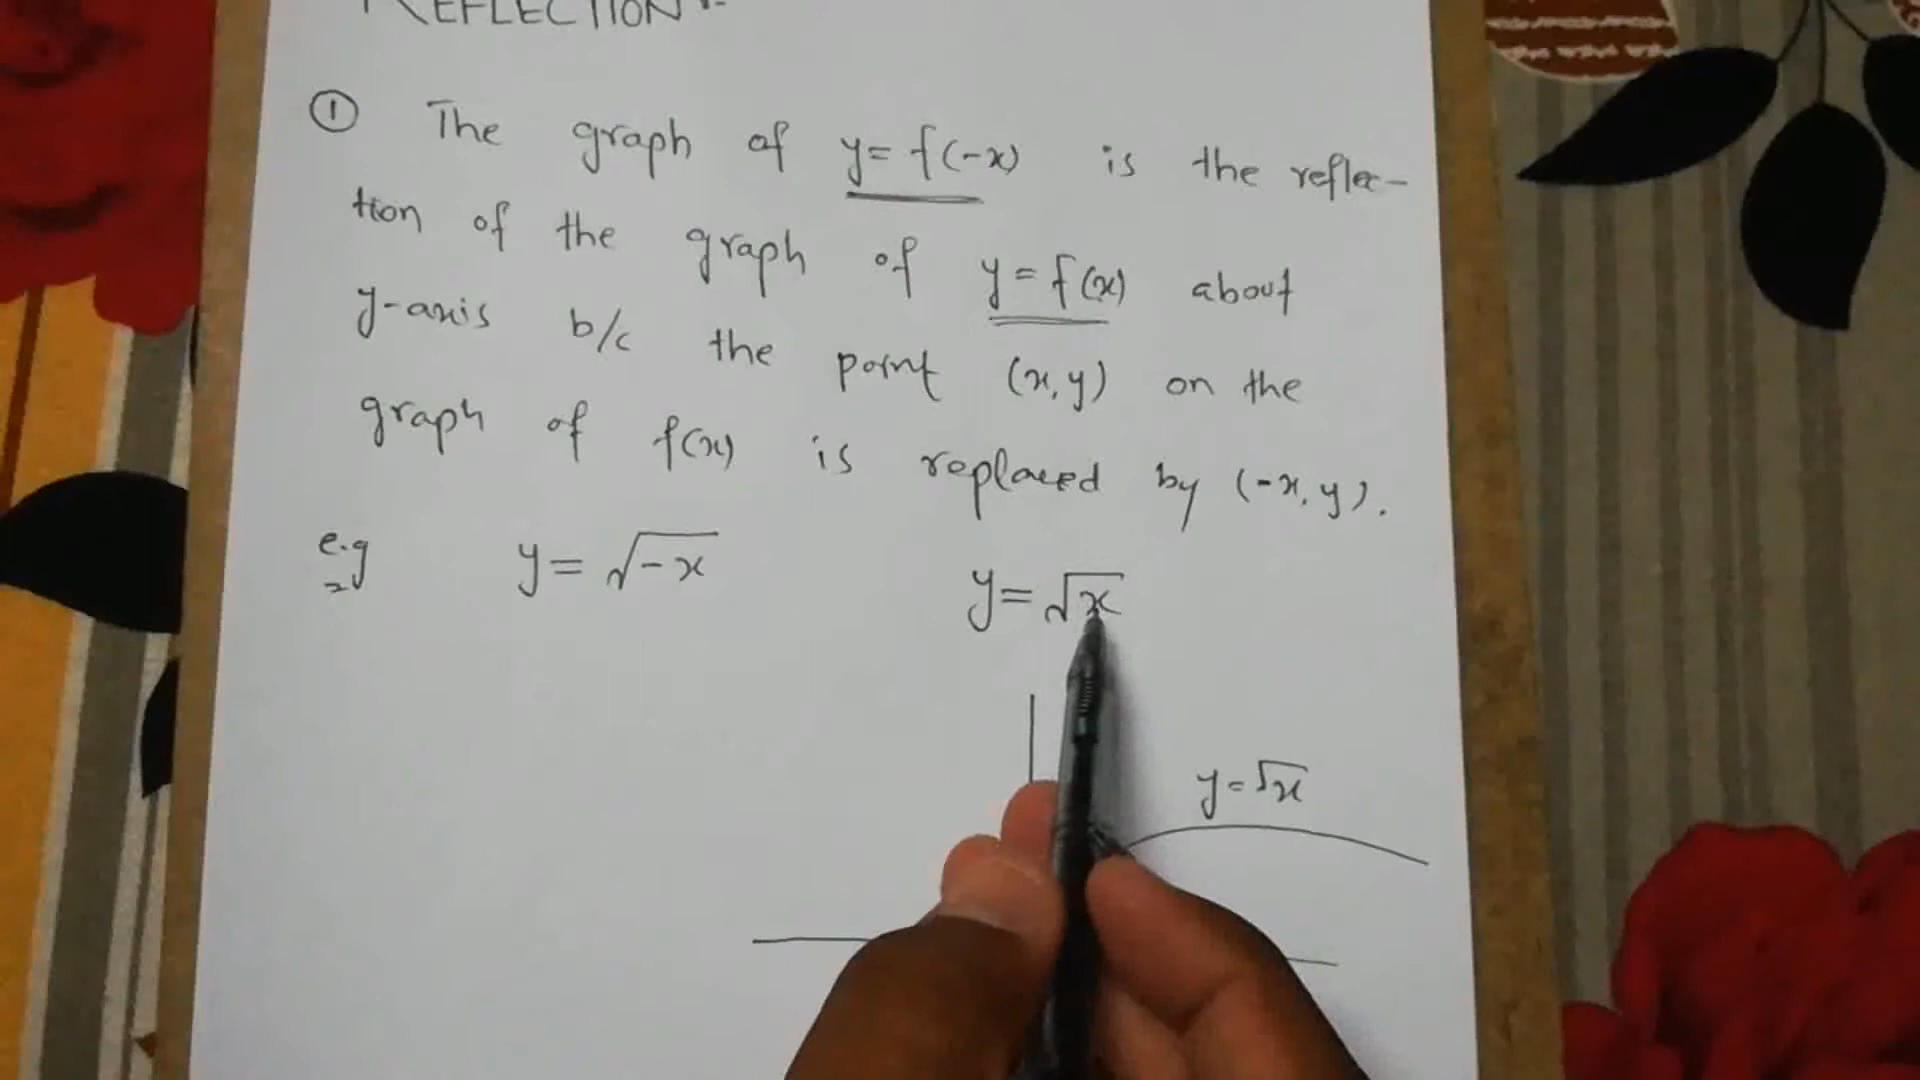 REFLECTION :-
① The graph of y = f(-x) is the reflec-
tion of the graph of y = f(x) about
y-axis b/c the point (x, y) on the
graph of f(x) is replaced by (-x, y).
e.g y = √-x y = √x
y = √x